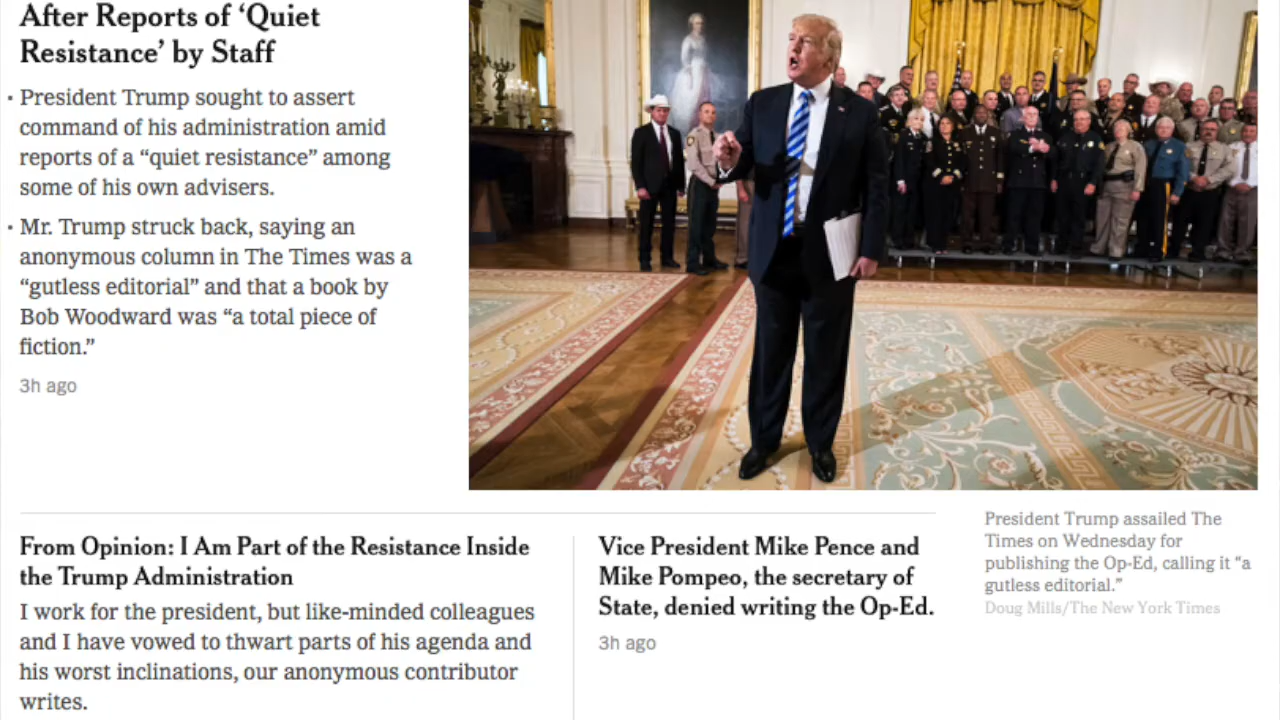 After Reports of ‘Quiet
Resistance’ by Staff
· President Trump sought to assert
command of his administration amid
reports of a “quiet resistance” among
some of his own advisers.
· Mr. Trump struck back, saying an
anonymous column in The Times was a
“gutless editorial” and that a book by
Bob Woodward was “a total piece of
fiction.”
3h ago
From Opinion: I Am Part of the Resistance Inside
the Trump Administration
I work for the president, but like-minded colleagues
and I have vowed to thwart parts of his agenda and
his worst inclinations, our anonymous contributor
writes.
Vice President Mike Pence and
Mike Pompeo, the secretary of
State, denied writing the Op-Ed.
3h ago
President Trump assailed The
Times on Wednesday for
publishing the Op-Ed, calling it “a
gutless editorial.”
Doug Mills/The New York Times